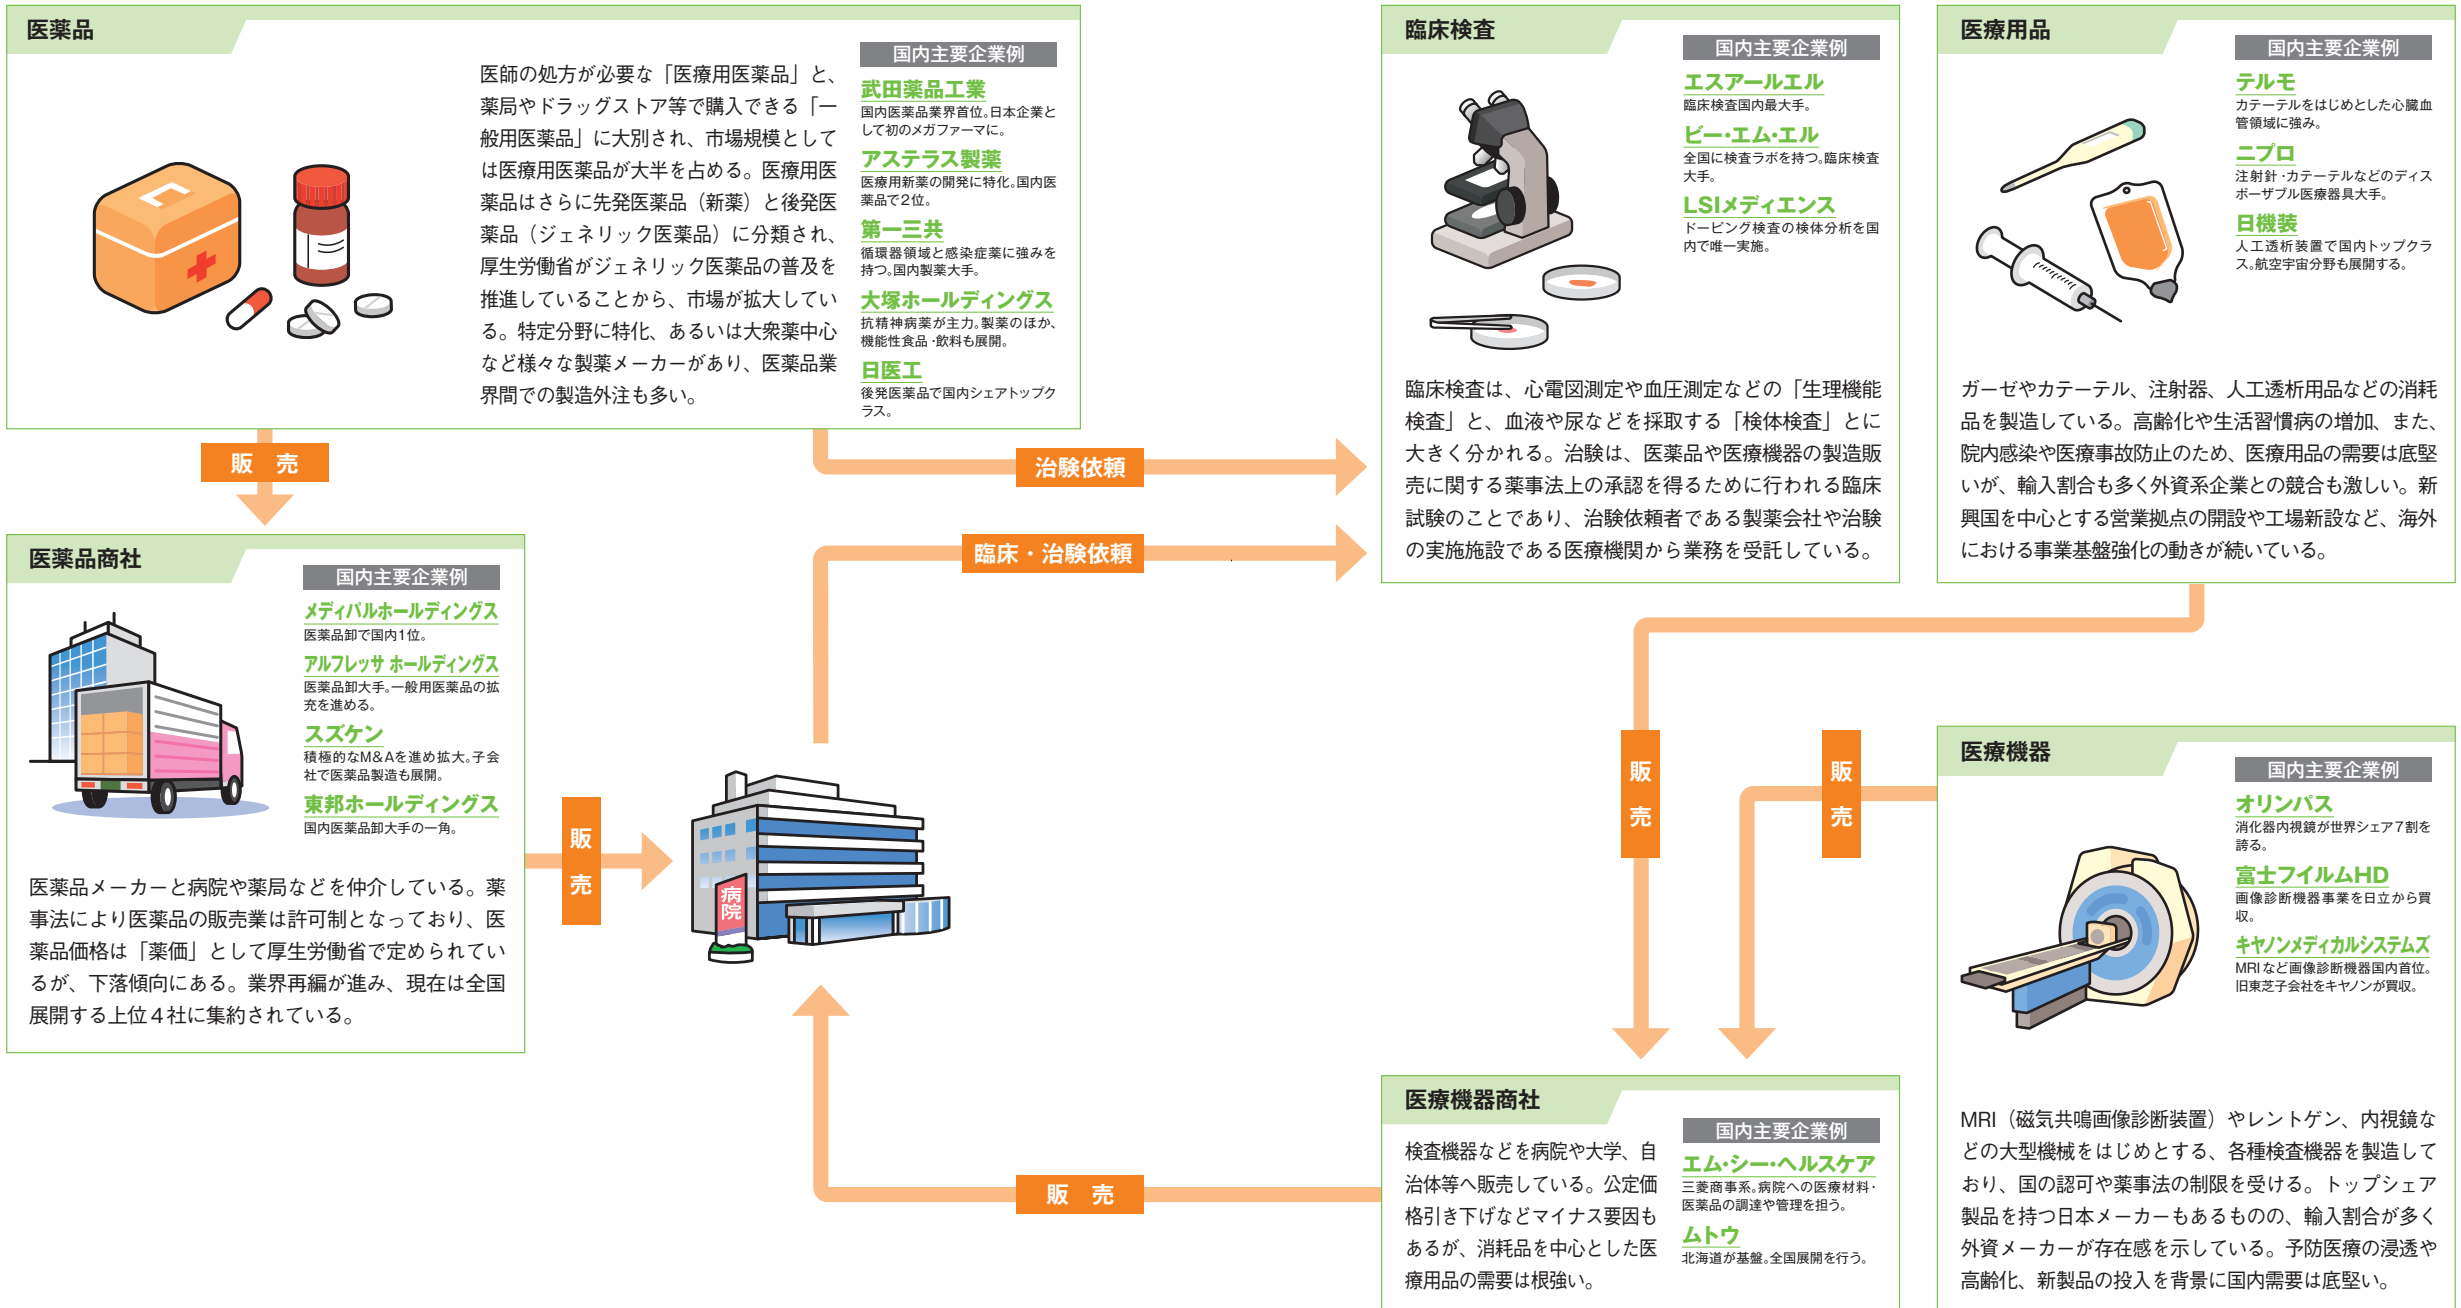 医薬品
医師の処方が必要な「医療用医薬品」と、
薬局やドラッグストア等で購入できる「一
般用医薬品」に大別され、市場規模として
は医療用医薬品が大半を占める。医療用医
薬品はさらに先発医薬品（新薬）と後発医
薬品（ジェネリック医薬品）に分類され、
厚生労働省がジェネリック医薬品の普及を
推進していることから、市場が拡大してい
る。特定分野に特化、あるいは大衆薬中心
など様々な製薬メーカーがあり、医薬品業
界間での製造外注も多い。
国内主要企業例
武田薬品工業
国内医薬品業界首位。日本企業と
して初のメガファーマに。
アステラス製薬
医療用新薬の開発に特化。国内医
薬品で2位。
第一三共
循環器領域と感染症薬に強みを
持つ。国内製薬大手。
大塚ホールディングス
抗精神病薬が主力。製薬のほか、
機能性食品・飲料も展開。
日医工
後発医薬品で国内シェアトップク
ラス。
販 売
治験依頼
臨床・治験依頼
臨床検査
国内主要企業例
エスアールエル
臨床検査国内最大手。
ビー・エム・エル
全国に検査ラボを持つ。臨床検査
大手。
LSIメディエンス
ドーピング検査の検体分析を国
内で唯一実施。
臨床検査は、心電図測定や血圧測定などの「生理機能
検査」と、血液や尿などを採取する「検体検査」とに
大きく分かれる。治験は、医薬品や医療機器の製造販
売に関する薬事法上の承認を得るために行われる臨床
試験のことであり、治験依頼者である製薬会社や治験
の実施施設である医療機関から業務を受託している。
医療用品
国内主要企業例
テルモ
カテーテルをはじめとした心臓血
管領域に強み。
ニプロ
注射針・カテーテルなどのディス
ポーザブル医療器具大手。
日機装
人工透析装置で国内トップクラ
ス。航空宇宙分野も展開する。
ガーゼやカテーテル、注射器、人工透析用品などの消耗
品を製造している。高齢化や生活習慣病の増加、また、
院内感染や医療事故防止のため、医療用品の需要は底堅
いが、輸入割合も多く外資系企業との競合も激しい。新
興国を中心とする営業拠点の開設や工場新設など、海外
における事業基盤強化の動きが続いている。
医薬品商社
国内主要企業例
メディパルホールディングス
医薬品卸で国内1位。
アルフレッサ ホールディングス
医薬品卸大手。一般用医薬品の拡
充を進める。
スズケン
積極的なM&Aを進め拡大。子会
社で医薬品製造も展開。
東邦ホールディングス
国内医薬品卸大手の一角。
医薬品メーカーと病院や薬局などを仲介している。薬
事法により医薬品の販売業は許可制となっており、医
薬品価格は「薬価」として厚生労働省で定められてい
るが、下落傾向にある。業界再編が進み、現在は全国
展開する上位4社に集約されている。
販売
病院
販売
販売
医療機器
国内主要企業例
オリンパス
消化器内視鏡が世界シェア7割を
誇る。
富士フイルムHD
画像診断機器事業を日立から買
収。
キヤノンメディカルシステムズ
MRIなど画像診断機器国内首位。
旧東芝子会社をキヤノンが買収。
MRI（磁気共鳴画像診断装置）やレントゲン、内視鏡な
どの大型機械をはじめとする、各種検査機器を製造して
おり、国の認可や薬事法の制限を受ける。トップシェア
製品を持つ日本メーカーもあるものの、輸入割合が多く
外資メーカーが存在感を示している。予防医療の浸透や
高齢化、新製品の投入を背景に国内需要は底堅い。
販 売
医療機器商社
検査機器などを病院や大学、自
治体等へ販売している。公定価
格引き下げなどマイナス要因も
あるが、消耗品を中心とした医
療用品の需要は根強い。
国内主要企業例
エム・シー・ヘルスケア
三菱商事系。病院への医療材料・
医薬品の調達や管理を担う。
ムトウ
北海道が基盤。全国展開を行う。